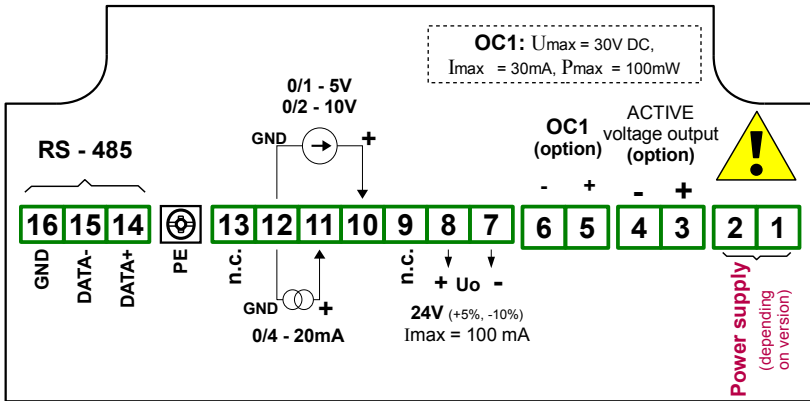 OC1: Umax = 30V DC,
Imax = 30mA, Pmax = 100mW
0/1 - 5V
0/2 - 10V
GND
+
RS - 485
OC1
(option)
- +
ACTIVE
voltage output
(option)
- +
!
16 15 14
13 12 11 10 9 8 7
6 5
4 3
2 1
GND
DATA-
DATA+
PE
n.c.
GND
+
0/4 - 20mA
n.c.
+ Uo -
24V (+5%, -10%)
Imax = 100 mA
Power supply
(depending
on version)